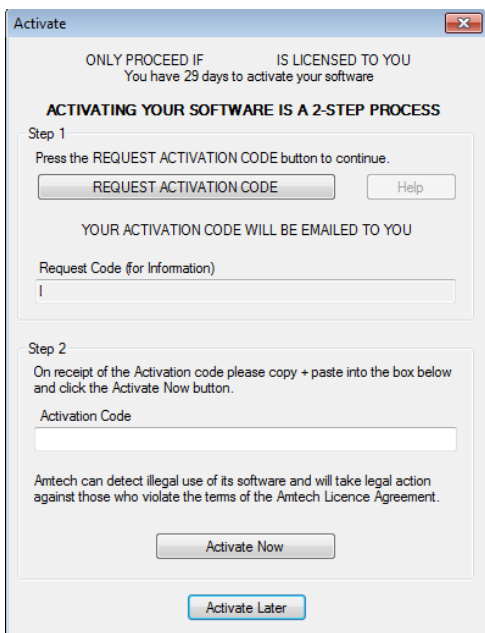 Activate
ONLY PROCEED IF IS LICENSED TO YOU
You have 29 days to activate your software
ACTIVATING YOUR SOFTWARE IS A 2-STEP PROCESS
Step 1
Press the REQUEST ACTIVATION CODE button to continue.
REQUEST ACTIVATION CODE Help
YOUR ACTIVATION CODE WILL BE EMAILED TO YOU
Request Code (for Information)
Step 2
On receipt of the Activation code please copy + paste into the box below
and click the Activate Now button.
Activation Code
Amtech can detect illegal use of its software and will take legal action
against those who violate the terms of the Amtech Licence Agreement.
Activate Now
Activate Later